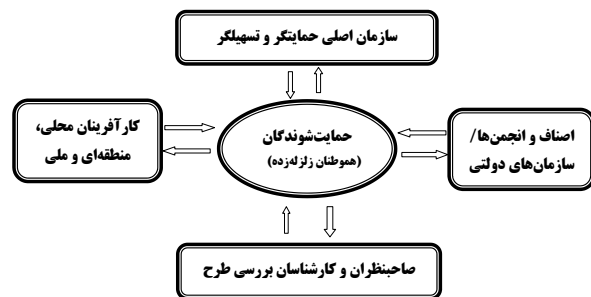 سازمان اصلی حمایتگر و تسهیلگر
اصناف و انجمن‌ها/
سازمان‌های دولتی
حمایت‌شوندگان
(هموطنان زلزله‌زده)
کارآفرینان محلی،
منطقه‌ای و ملی
صاحبنظران و کارشناسان بررسی طرح